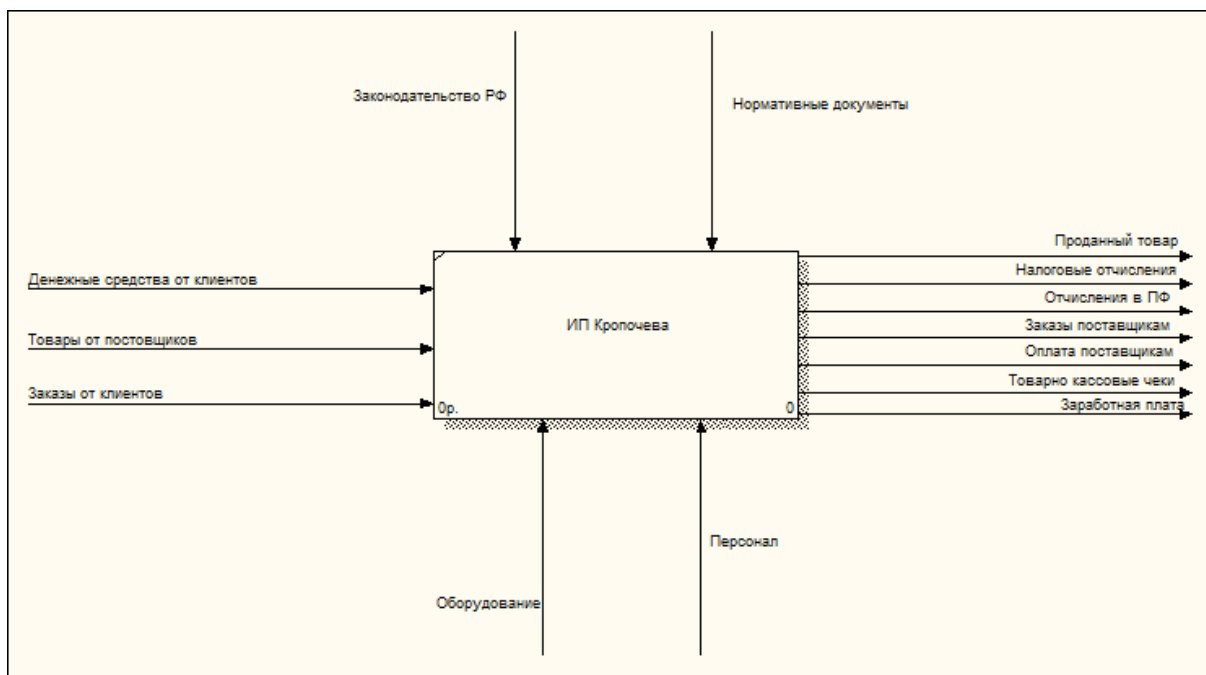 Законодательство РФ
Нормативные документы
Денежные средства от клиентов
Товары от постовщиков
Заказы от клиентов
ИП Кропочева
0р.
0
Проданный товар
Налоговые отчисления
Отчисления в ПФ
Заказы поставщикам
Оплата поставщикам
Товарно кассовые чеки
Заработная плата
Персонал
Оборудование